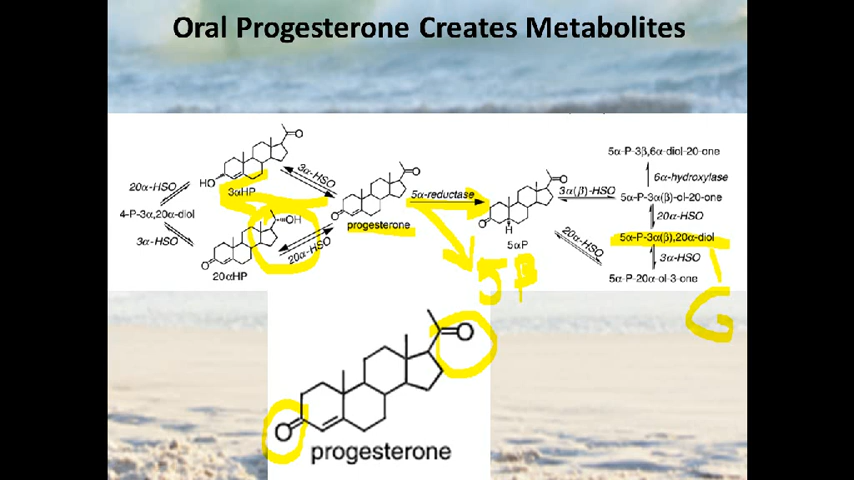 Oral Progesterone Creates Metabolites
O
HO
3αHP
20α-HSO
3α-HSO
4-P-3α,20α-diol
3α-HSO
OH
O
20αHP
20α-HSO
O
O
progesterone
5α-reductase
O
O
H
5αP
3α(β)-HSO
20α-HSO
5α-P-3β,6α-diol-20-one
6α-hydroxylase
5α-P-3α(β)-ol-20-one
20α-HSO
5α-P-3α(β),20α-diol
3α-HSO
5α-P-20α-ol-3-one
5β
G
O
O
progesterone